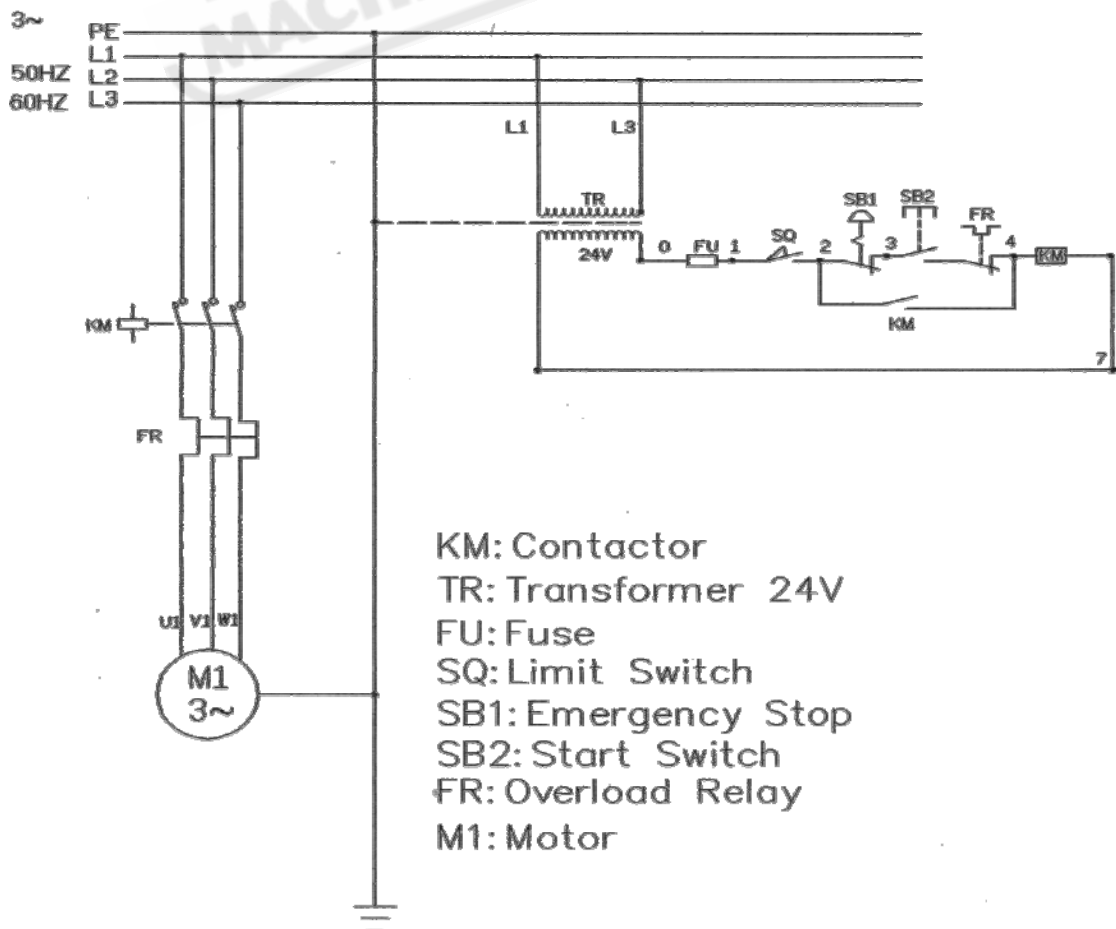 3~
PE
L1
50HZ L2
60HZ L3
L1 L3
TR
24V
0 FU 1 SQ 2 SB1 3 SB2 FR 4 KM
KM
7
KM
FR
U1 V1 W1
M1
3~
KM: Contactor
TR: Transformer 24V
FU: Fuse
SQ: Limit Switch
SB1: Emergency Stop
SB2: Start Switch
FR: Overload Relay
M1: Motor